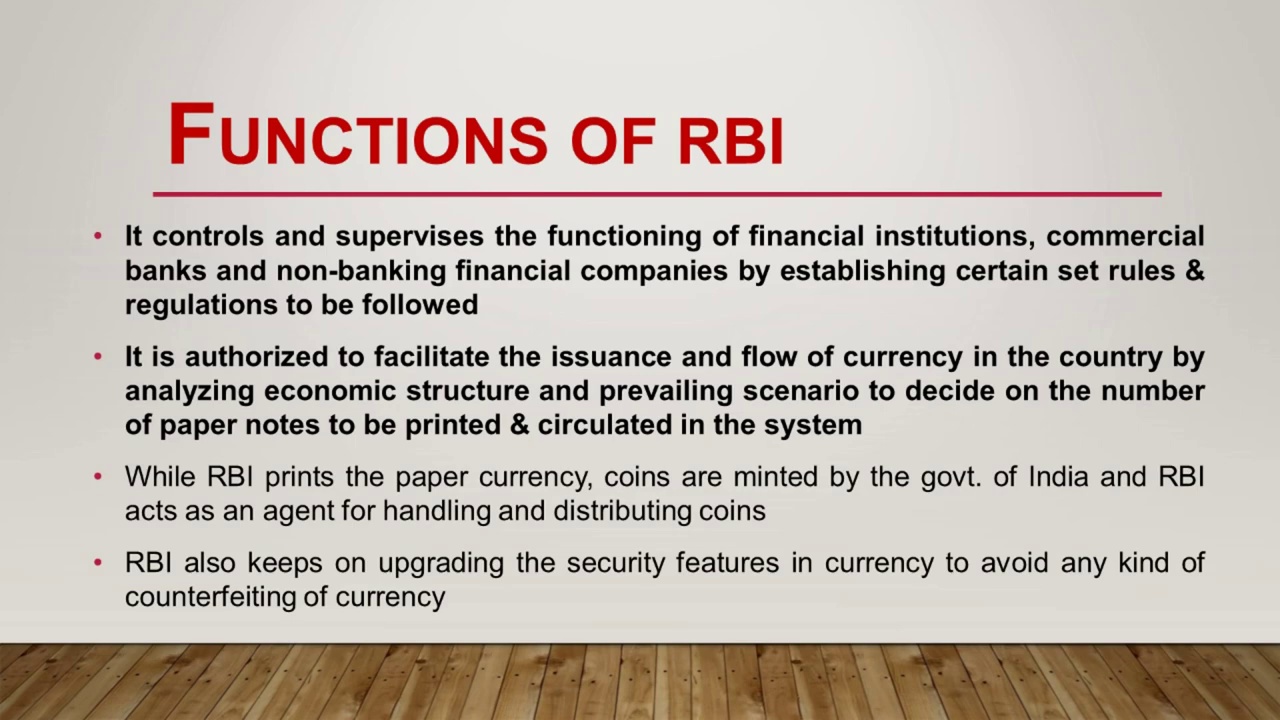 FUNCTIONS OF RBI
• It controls and supervises the functioning of financial institutions, commercial
banks and non-banking financial companies by establishing certain set rules &
regulations to be followed
• It is authorized to facilitate the issuance and flow of currency in the country by
analyzing economic structure and prevailing scenario to decide on the number
of paper notes to be printed & circulated in the system
• While RBI prints the paper currency, coins are minted by the govt. of India and RBI
acts as an agent for handling and distributing coins
• RBI also keeps on upgrading the security features in currency to avoid any kind of
counterfeiting of currency